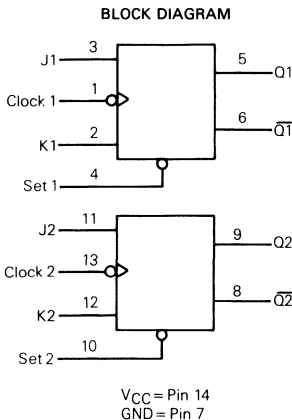 BLOCK DIAGRAM
J1 3
5 Q1
Clock 1 1
K1 2
6 Q̅1̅
Set 1 4
J2 11
9 Q2
Clock 2 13
K2 12
8 Q̅2̅
Set 2 10
VCC = Pin 14
GND = Pin 7